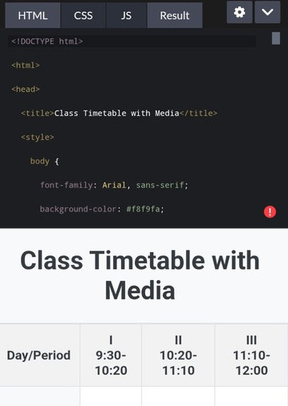 HTML CSS JS Result
<!DOCTYPE html>
<html>
<head>
<title>Class Timetable with Media</title>
<style>
body {
font-family: Arial, sans-serif;
background-color: #f8f9fa;
!
Class Timetable with
Media
Day/Period
I
9:30-
10:20
II
10:20-
11:10
III
11:10-
12:00